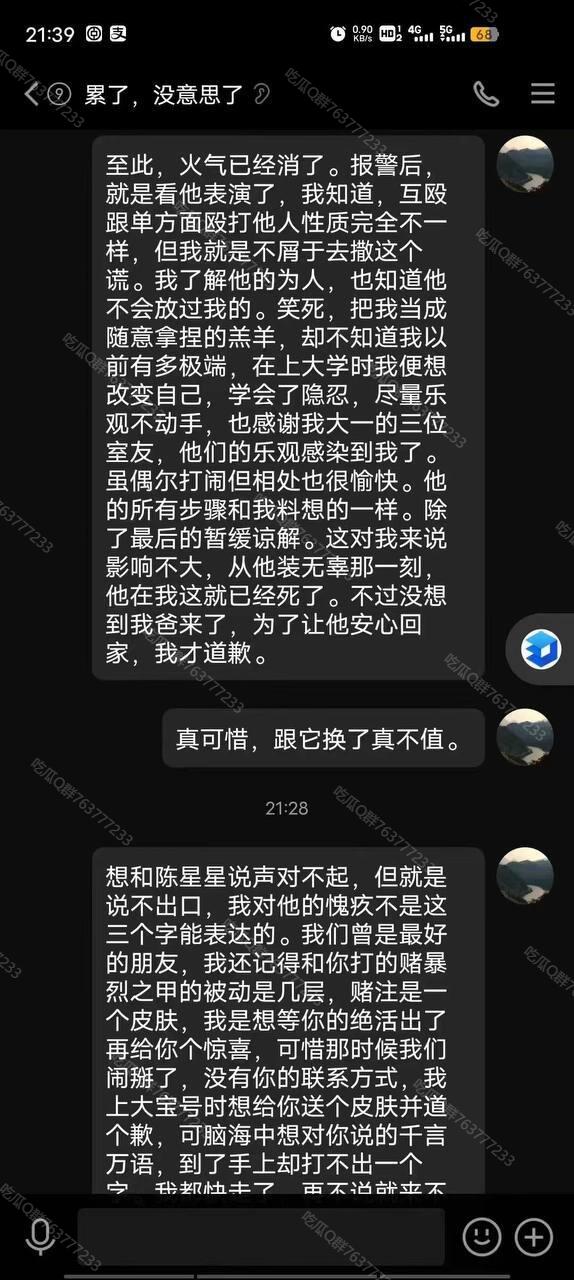 21:39
0.90
KB/s
HD 1 2
4G
5G
68
9
累了，没意思了
至此，火气已经消了。报警后，
就是看他表演了，我知道，互殴
跟单方面殴打他人性质完全不一
样，但我就是不屑于去撒这个
谎。我了解他的为人，也知道他
不会放过我的。笑死，把我当成
随意拿捏的羔羊，却不知道我以
前有多极端，在上大学时我便想
改变自己，学会了隐忍，尽量乐
观不动手，也感谢我大一的三位
室友，他们的乐观感染到我了。
虽偶尔打闹但相处也很愉快。他
的所有步骤和我料想的一样。除
了最后的暂缓谅解。这对我来说
影响不大，从他装无辜那一刻，
他在我这就已经死了。不过没想
到我爸来了，为了让他安心回
家，我才道歉。
真可惜，跟它换了真不值。
21:28
想和陈星星说声对不起，但就是
说不出口，我对他的愧疚不是这
三个字能表达的。我们曾是最好
的朋友，我还记得和你打的赌暴
烈之甲的被动是几层，赌注是一
个皮肤，我是想等你的绝活出了
再给你个惊喜，可惜那时候我们
闹掰了，没有你的联系方式，我
上大宝号时想给你送个皮肤并道
个歉，可脑海中想对你说的千言
万语，到了手上却打不出一个
字，我都快走了，再不说就来不
吃瓜Q群763777233